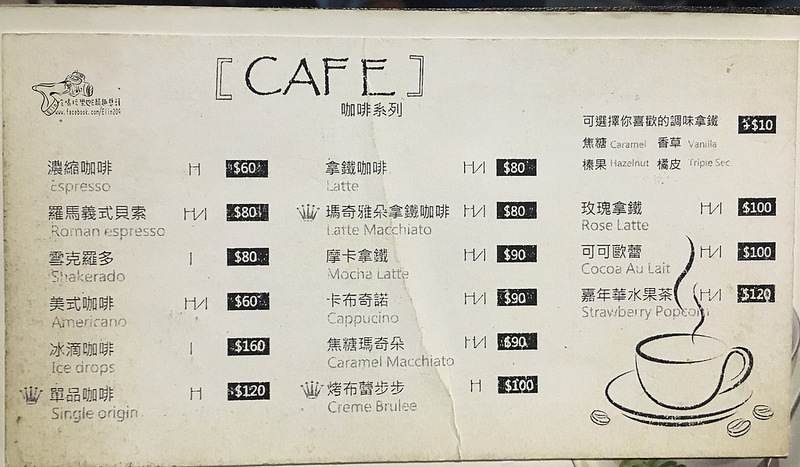 [CAFE]
咖啡系列
www.facebook.com/Ellin204
濃縮咖啡 H $60
Espresso
羅馬義式貝索 H/I $80
Roman espresso
雲克羅多 I $80
Shakerado
美式咖啡 H/I $60
Americano
冰滴咖啡 I $160
Ice drops
單品咖啡 H $120
Single origin
拿鐵咖啡 H/I $80
Latte
瑪奇雅朵拿鐵咖啡 H/I $80
Latte Macchiato
摩卡拿鐵 H/I $90
Mocha Latte
卡布奇諾 H/I $90
Cappucino
焦糖瑪奇朵 H/I $90
Caramel Macchiato
烤布蕾步步 H $100
Creme Brulee
可選擇你喜歡的調味拿鐵 +$10
焦糖 Caramel 香草 Vanilla
榛果 Hazelnut 橘皮 Triple Sec
玫瑰拿鐵 H/I $100
Rose Latte
可可歐蕾 H/I $100
Cocoa Au Lait
嘉年華水果茶 H/I $120
Strawberry Popcorn